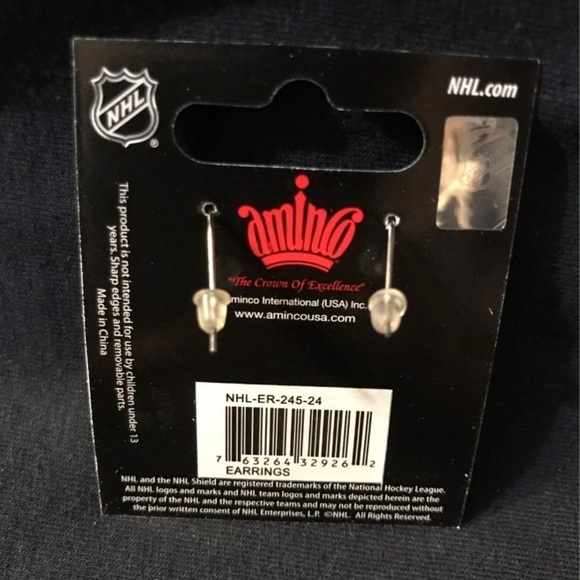 NHL
®
NHL.com
aminco
"The Crown Of Excellence"
aminco International (USA) Inc.
www.amincousa.com
This product is not intended for use by children under 13
years. Sharp edges and removable parts.
Made in China
NHL-ER-245-24
7 63264 32926 2
EARRINGS
NHL and the NHL Shield are registered trademarks of the National Hockey League.
All NHL logos and marks and NHL team logos and marks depicted herein are the
property of the NHL and the respective teams and may not be reproduced without
the prior written consent of NHL Enterprises, L.P. ©NHL. All Rights Reserved.